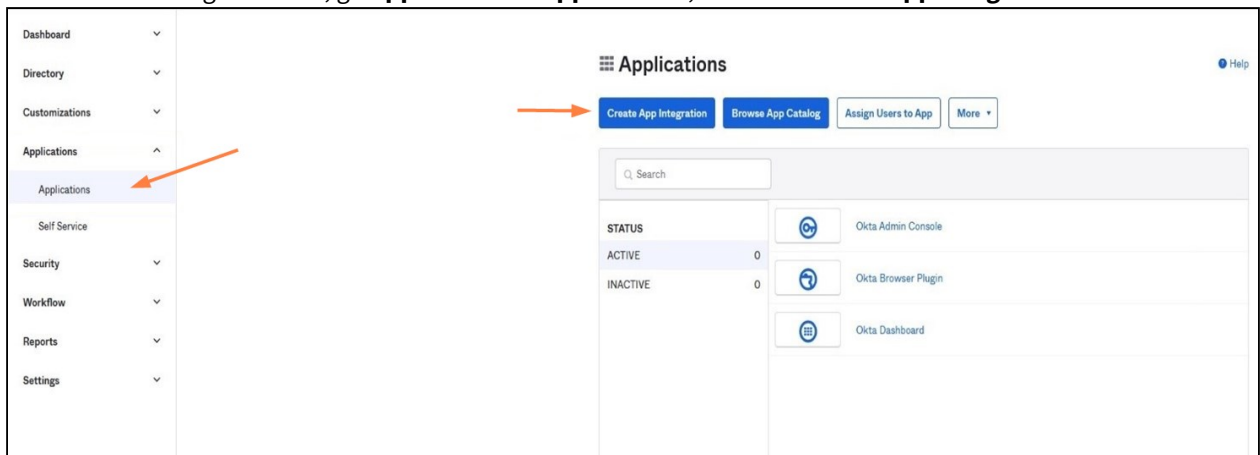 Dashboard
Directory
Customizations
Applications
Applications
Self Service
Security
Workflow
Reports
Settings
Applications
Help
Create App Integration Browse App Catalog Assign Users to App More
Search
STATUS
ACTIVE 0
INACTIVE 0
Okta Admin Console
Okta Browser Plugin
Okta Dashboard